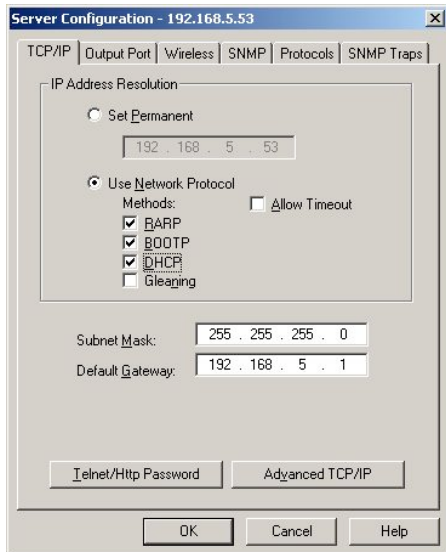 Server Configuration - 192.168.5.53
TCP/IP Output Port Wireless SNMP Protocols SNMP Traps
IP Address Resolution
Set Permanent
192 . 168 . 5 . 53
Use Network Protocol
Methods: Allow Timeout
RARP
BOOTP
DHCP
Gleaning
Subnet Mask: 255 . 255 . 255 . 0
Default Gateway: 192 . 168 . 5 . 1
Telnet/Http Password Advanced TCP/IP
OK Cancel Help